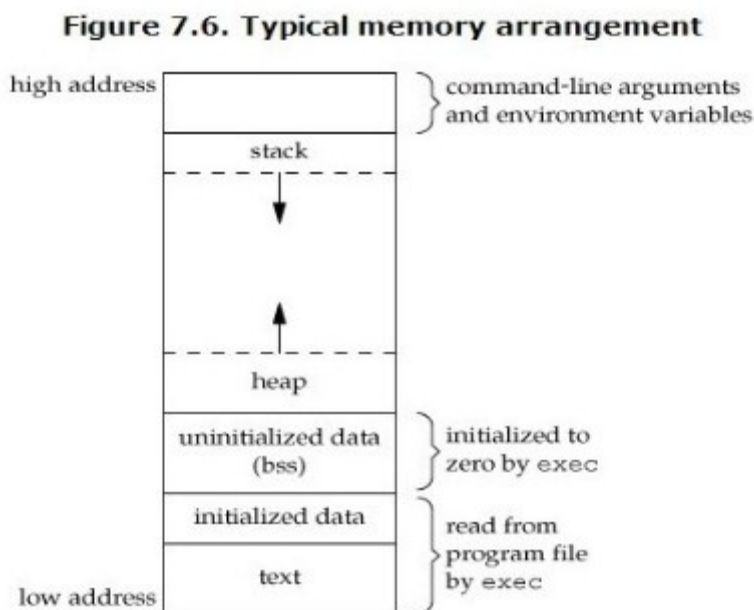 Figure 7.6. Typical memory arrangement
high address
command-line arguments
and environment variables
stack
heap
uninitialized data
(bss)
initialized to
zero by exec
initialized data
read from
program file
by exec
text
low address